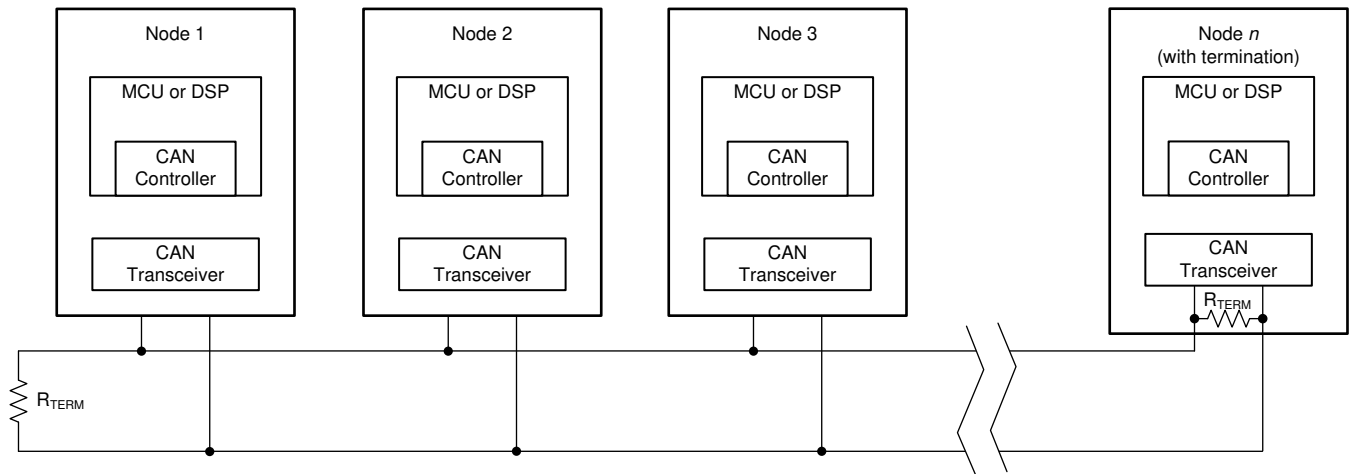 Node 1
MCU or DSP
CAN
Controller
CAN
Transceiver
Node 2
MCU or DSP
CAN
Controller
CAN
Transceiver
Node 3
MCU or DSP
CAN
Controller
CAN
Transceiver
Node n
(with termination)
MCU or DSP
CAN
Controller
CAN
Transceiver
RTERM
RTERM